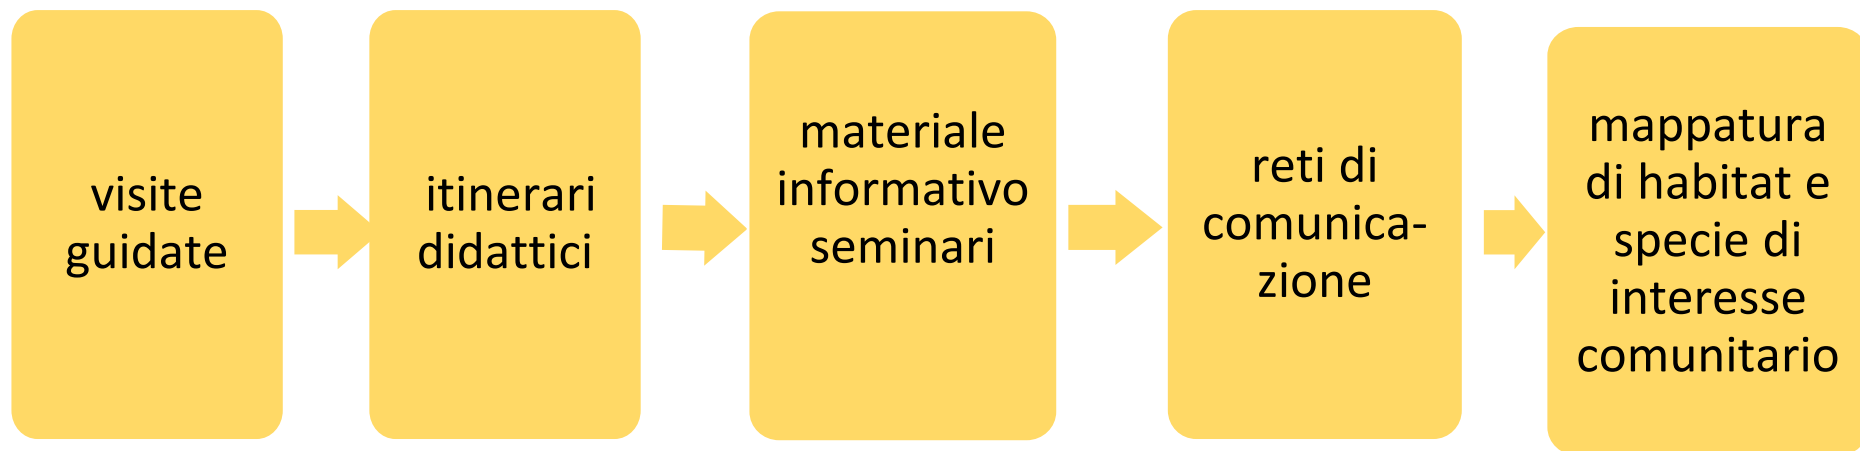 visite
guidate
itinerari
didattici
materiale
informativo
seminari
reti di
comunica-
zione
mappatura
di habitat e
specie di
interesse
comunitario